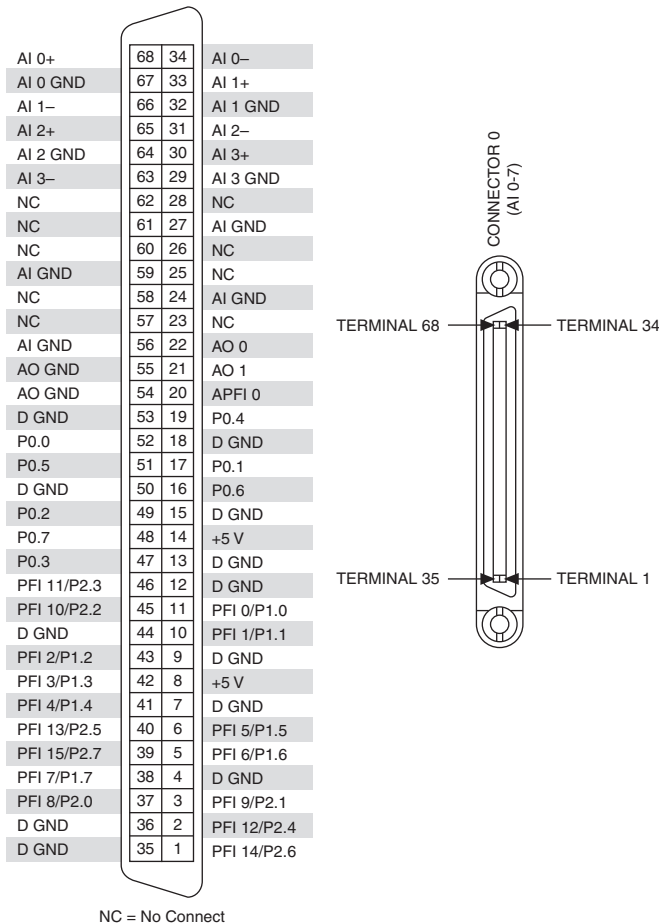 AI 0+ 68 34 AI 0–
AI 0 GND 67 33 AI 1+
AI 1– 66 32 AI 1 GND
AI 2+ 65 31 AI 2–
AI 2 GND 64 30 AI 3+
AI 3– 63 29 AI 3 GND
NC 62 28 NC
NC 61 27 AI GND
NC 60 26 NC
AI GND 59 25 NC
NC 58 24 AI GND
NC 57 23 NC
AI GND 56 22 AO 0
AO GND 55 21 AO 1
AO GND 54 20 APFI 0
D GND 53 19 P0.4
P0.0 52 18 D GND
P0.5 51 17 P0.1
D GND 50 16 P0.6
P0.2 49 15 D GND
P0.7 48 14 +5 V
P0.3 47 13 D GND
PFI 11/P2.3 46 12 D GND
PFI 10/P2.2 45 11 PFI 0/P1.0
D GND 44 10 PFI 1/P1.1
PFI 2/P1.2 43 9 D GND
PFI 3/P1.3 42 8 +5 V
PFI 4/P1.4 41 7 D GND
PFI 13/P2.5 40 6 PFI 5/P1.5
PFI 15/P2.7 39 5 PFI 6/P1.6
PFI 7/P1.7 38 4 D GND
PFI 8/P2.0 37 3 PFI 9/P2.1
D GND 36 2 PFI 12/P2.4
D GND 35 1 PFI 14/P2.6
NC = No Connect
CONNECTOR 0
(AI 0-7)
TERMINAL 68
TERMINAL 34
TERMINAL 35
TERMINAL 1